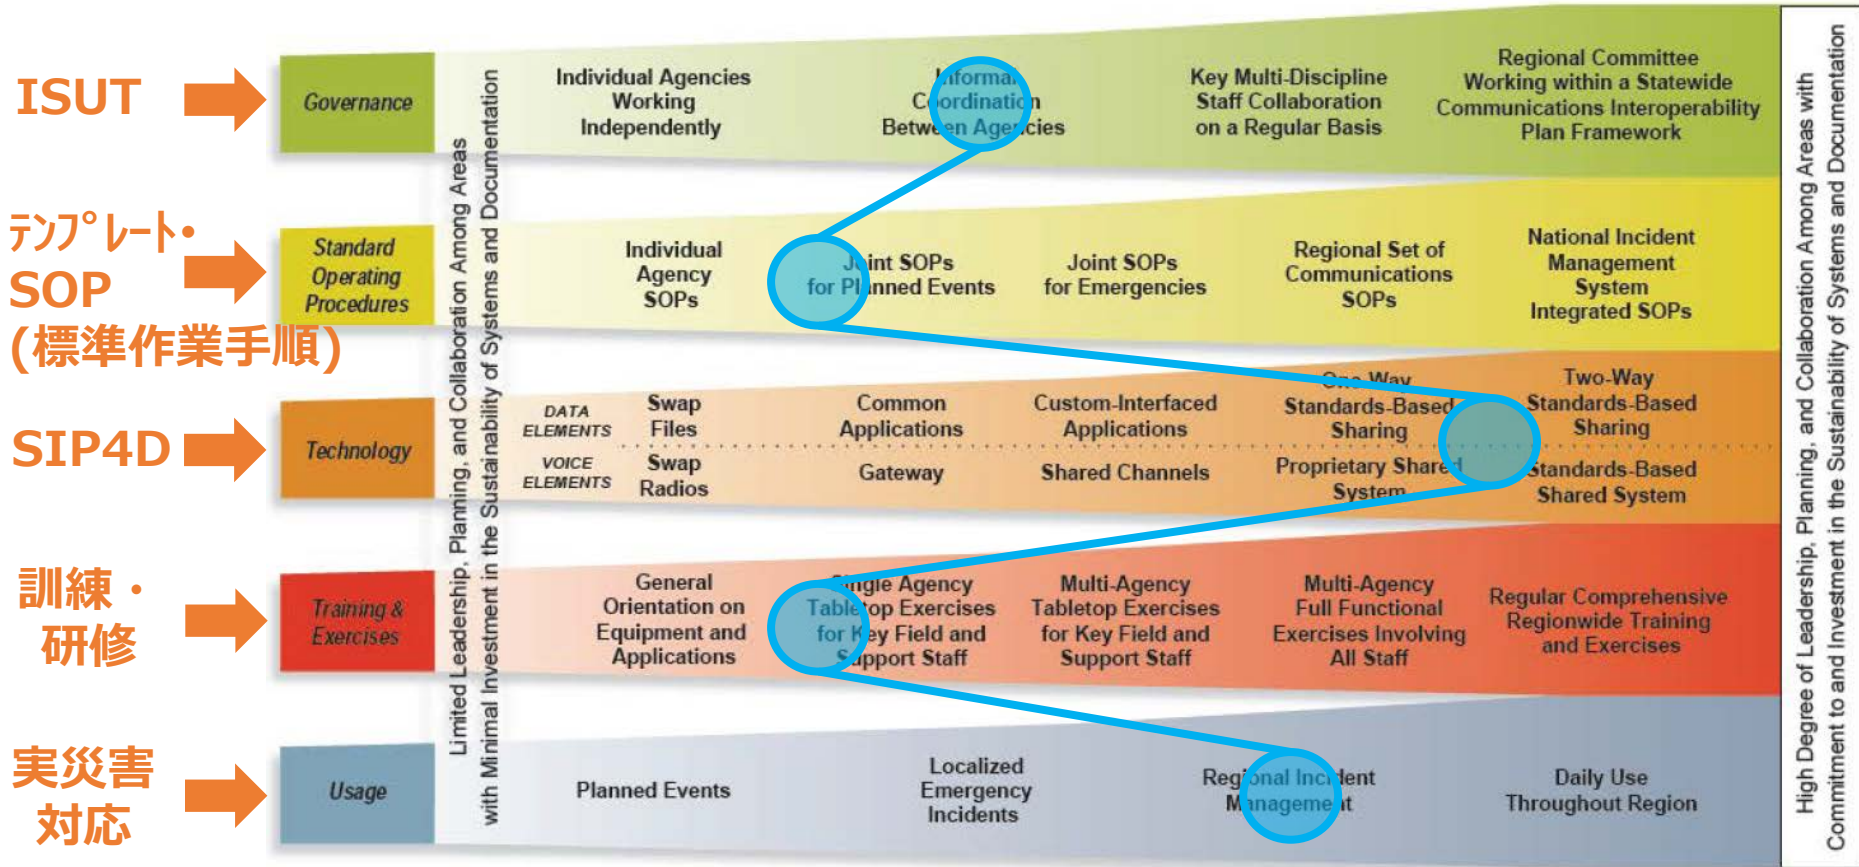 ISUT
Governance
Individual Agencies
Working
Independently
Informal
Coordination
Between Agencies
Key Multi-Discipline
Staff Collaboration
on a Regular Basis
Regional Committee
Working within a Statewide
Communications Interoperability
Plan Framework
ﾃﾝﾌﾟﾚｰﾄ・
SOP
(標準作業手順)
Standard
Operating
Procedures
Individual
Agency
SOPs
Joint SOPs
for Planned Events
Joint SOPs
for Emergencies
Regional Set of
Communications
SOPs
National Incident
Management
System
Integrated SOPs
SIP4D
Technology
DATA
ELEMENTS
Swap
Files
Common
Applications
Custom-Interfaced
Applications
One-Way
Standards-Based
Sharing
Two-Way
Standards-Based
Sharing
VOICE
ELEMENTS
Swap
Radios
Gateway
Shared Channels
Proprietary Shared
System
Standards-Based
Shared System
訓練・
研修
Training &
Exercises
General
Orientation on
Equipment and
Applications
Single Agency
Tabletop Exercises
for Key Field and
Support Staff
Multi-Agency
Tabletop Exercises
for Key Field and
Support Staff
Multi-Agency
Full Functional
Exercises Involving
All Staff
Regular Comprehensive
Regionwide Training
and Exercises
実災害
対応
Usage
Planned Events
Localized
Emergency
Incidents
Regional Incident
Management
Daily Use
Throughout Region
Limited Leadership, Planning, and Collaboration Among Areas
with Minimal Investment in the Sustainability of Systems and Documentation
High Degree of Leadership, Planning, and Collaboration Among Areas with
Commitment to and Investment in the Sustainability of Systems and Documentation